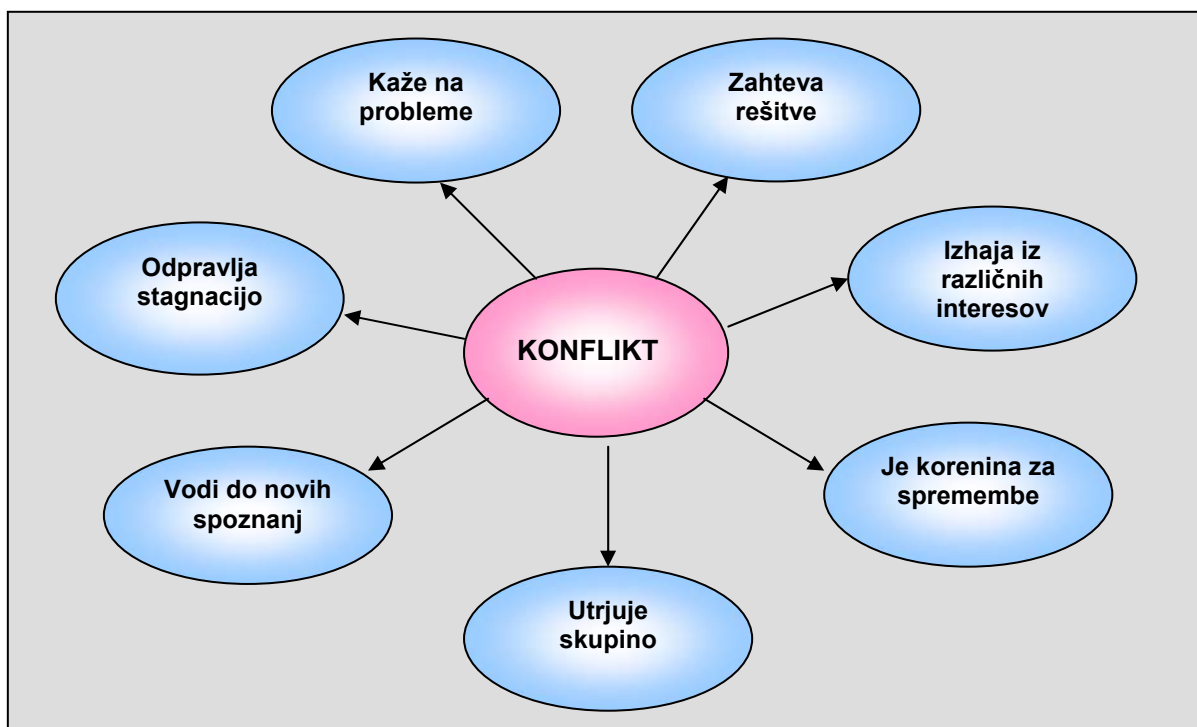 Kaže na
probleme
Zahteva
rešitve
Odpravlja
stagnacijo
Izhaja iz
različnih
interesov
KONFLIKT
Vodi do novih
spoznanj
Je korenina za
spremembe
Utrjuje
skupino